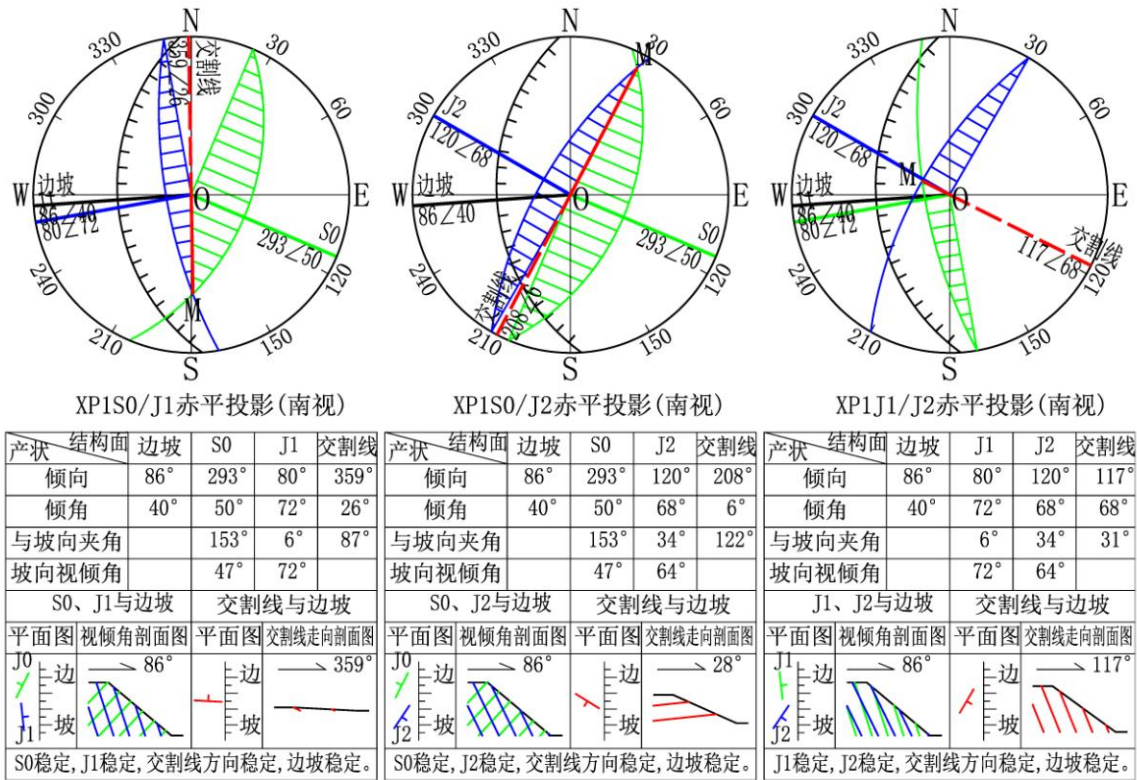 N
330
30
300
60
W
E
240
120
210
150
S
359∠26
交割线
边坡
86∠40
80∠72
O
S0
293∠50
M
N
330
30
300
60
W
E
240
120
210
150
S
M
J2
120∠68
边坡
86∠40
O
S0
293∠50
交割线
208∠6
N
330
30
300
60
W
E
240
120
210
150
S
J2
120∠68
M
边坡
86∠40
80∠72
O
交割线
117∠68
XP1S0/J1赤平投影(南视)
产状 结构面 边坡 S0 J1 交割线
倾向 86° 293° 80° 359°
倾角 40° 50° 72° 26°
与坡向夹角 153° 6° 87°
坡向视倾角 47° 72°
S0、J1与边坡 交割线与边坡
平面图 视倾角剖面图 平面图 交割线走向剖面图
J0 边 86° 边 359°
J1 坡 坡
S0稳定,J1稳定,交割线方向稳定,边坡稳定。
XP1S0/J2赤平投影(南视)
产状 结构面 边坡 S0 J2 交割线
倾向 86° 293° 120° 208°
倾角 40° 50° 68° 6°
与坡向夹角 153° 34° 122°
坡向视倾角 47° 64°
S0、J2与边坡 交割线与边坡
平面图 视倾角剖面图 平面图 交割线走向剖面图
J0 边 86° 边 28°
J2 坡 坡
S0稳定,J2稳定,交割线方向稳定,边坡稳定。
XP1J1/J2赤平投影(南视)
产状 结构面 边坡 J1 J2 交割线
倾向 86° 80° 120° 117°
倾角 40° 72° 68° 68°
与坡向夹角 6° 34° 31°
坡向视倾角 72° 64°
J1、J2与边坡 交割线与边坡
平面图 视倾角剖面图 平面图 交割线走向剖面图
J1 边 86° 边 117°
J2 坡 坡
J1稳定,J2稳定,交割线方向稳定,边坡稳定。